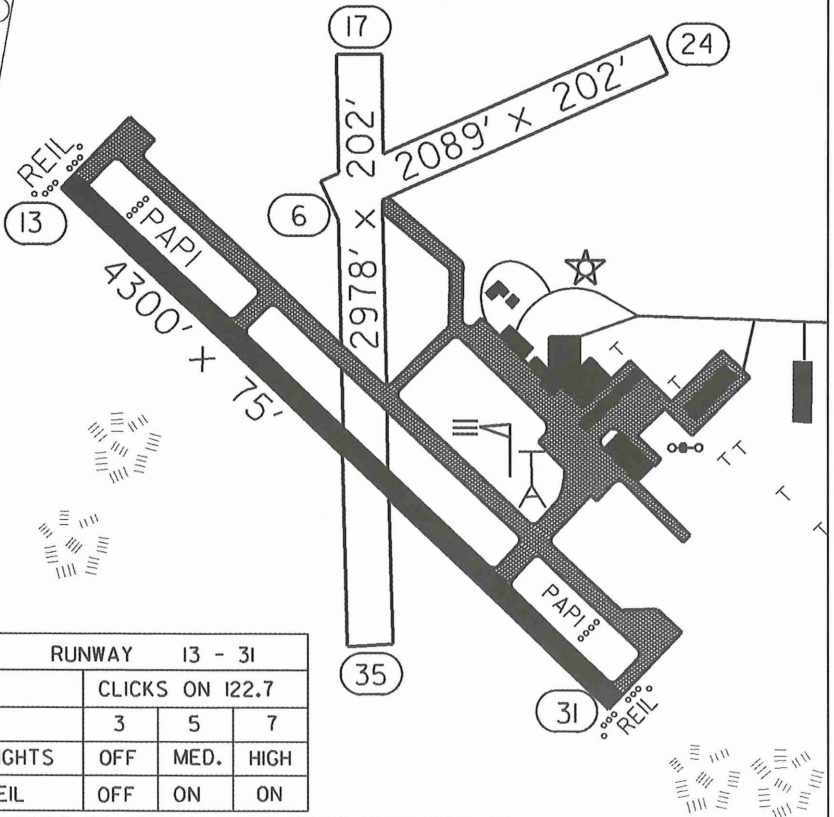 17
24
2089' X 202'
REIL
13
PAPI
6
2978' X 202'
4300' X 75'
PAPI
35
31
REIL
RUNWAY 13 - 31
CLICKS ON 122.7
3 5 7
OFF MED. HIGH
OFF ON ON